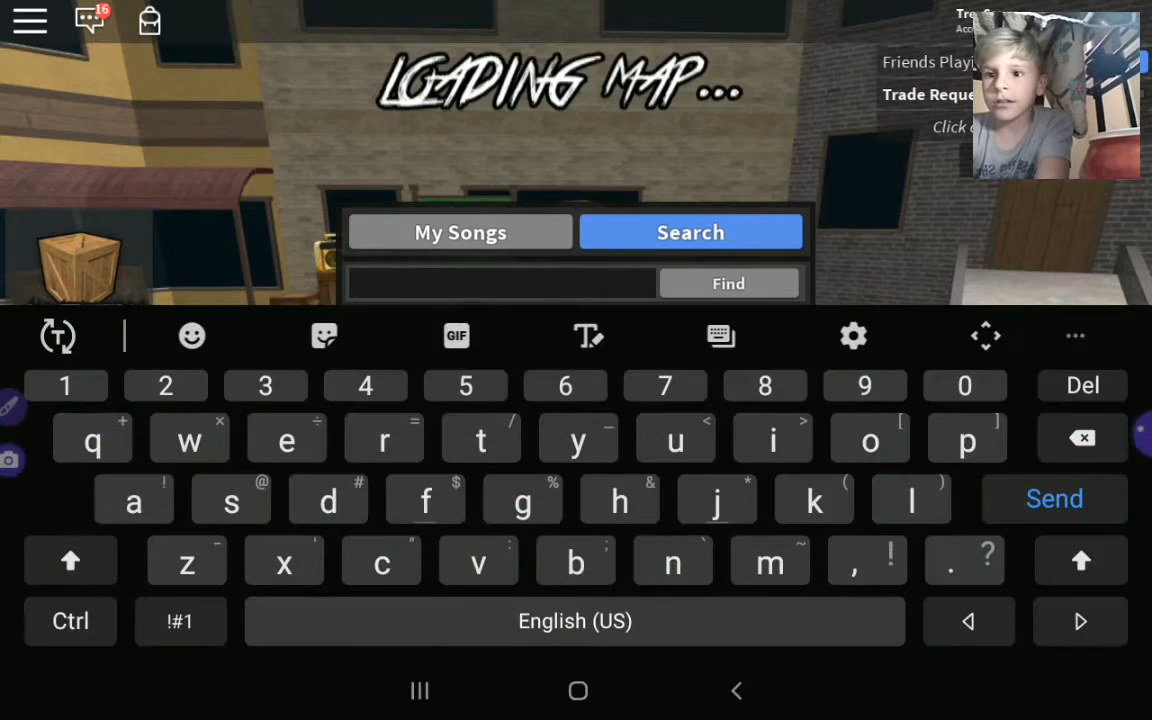 16
LOADING MAP...
Friends Playi
Trade Reque
Click
My Songs
Search
Find
T
GIF
T
1 2 3 4 5 6 7 8 9 0 Del
+ × ÷ = / _ < > [ ]
q w e r t y u i o p
! @ # $ % & * ( )
a s d f g h j k l Send
- ' " : ; ` ~ ! ?
z x c v b n m , .
Ctrl !#1 English (US)